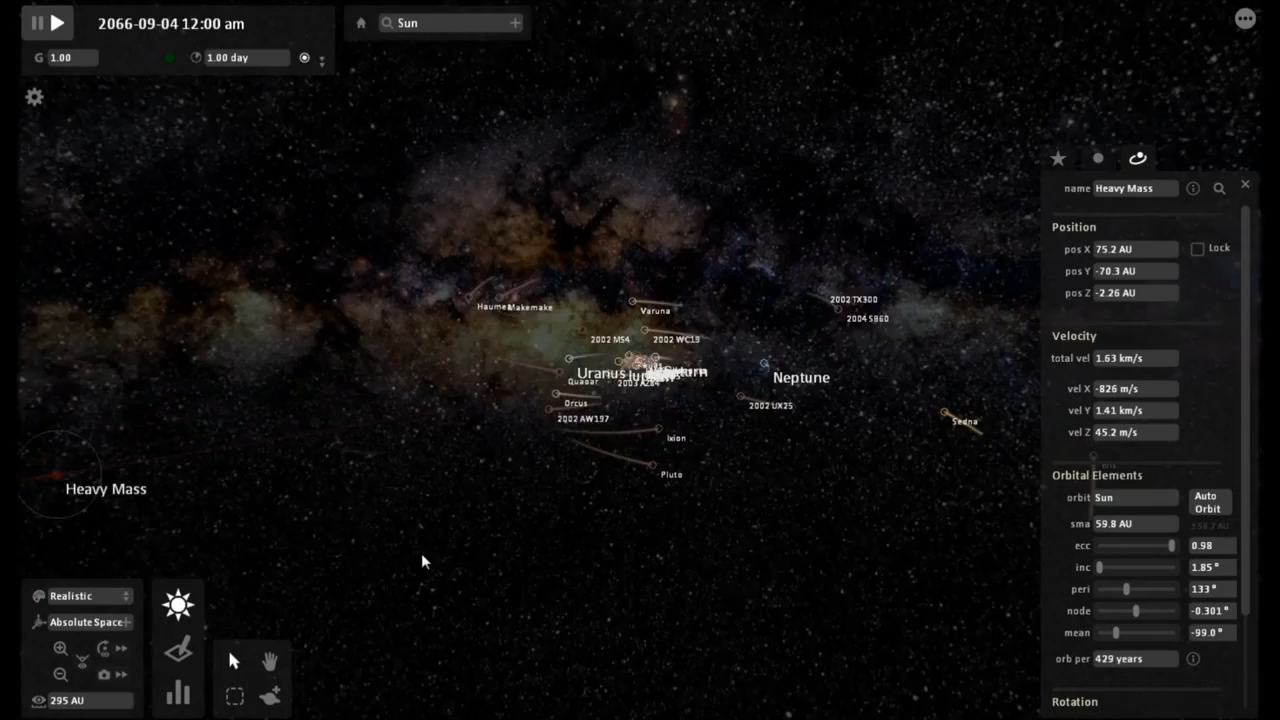 2066-09-04 12:00 am
Sun
G 1.00
1.00 day
name Heavy Mass
Position
pos X 75.2 AU
Lock
pos Y -70.3 AU
pos Z -2.26 AU
Velocity
total vel 1.63 km/s
vel X -826 m/s
vel Y 1.41 km/s
vel Z 45.2 m/s
Orbital Elements
orbit Sun
Auto
Orbit
sma 59.8 AU
ecc 0.98
inc 1.85°
peri 133°
node -0.301°
mean -99.0°
orb per 429 years
Rotation
Makemake
Varuna
2002 TX300
2004 SB60
2002 MS4
2002 WC19
Uranus
Neptune
Quaoar
Orcus
2002 UX25
2002 AW197
Sedna
Ixion
Pluto
Heavy Mass
Realistic
Absolute Space
295 AU